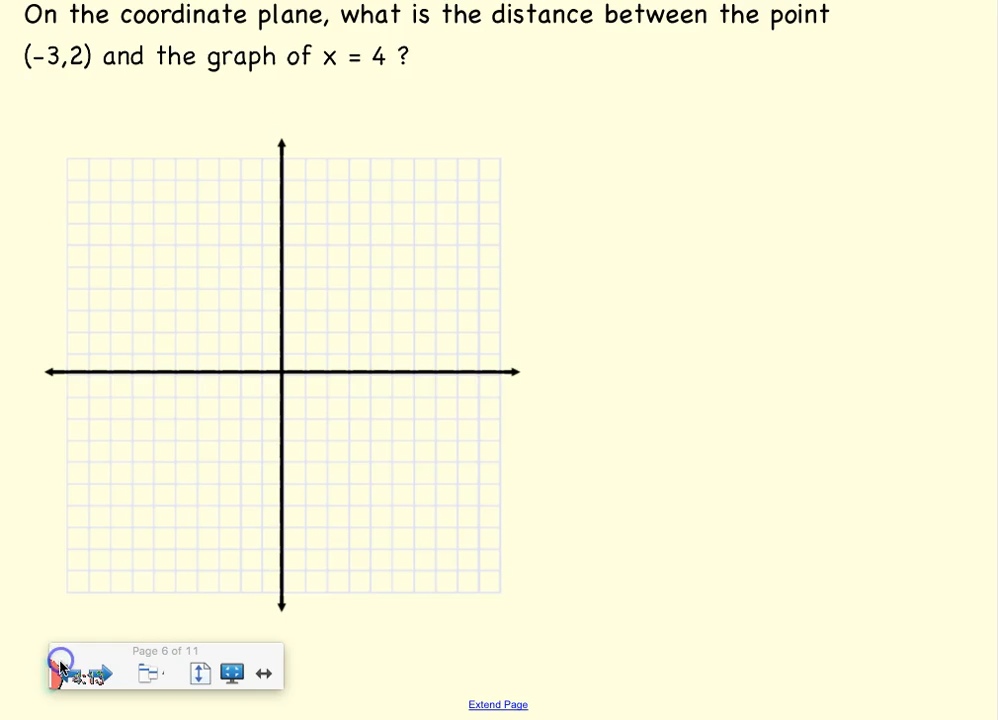 On the coordinate plane, what is the distance between the point
(-3,2) and the graph of x = 4 ?
Page 6 of 11
Extend Page